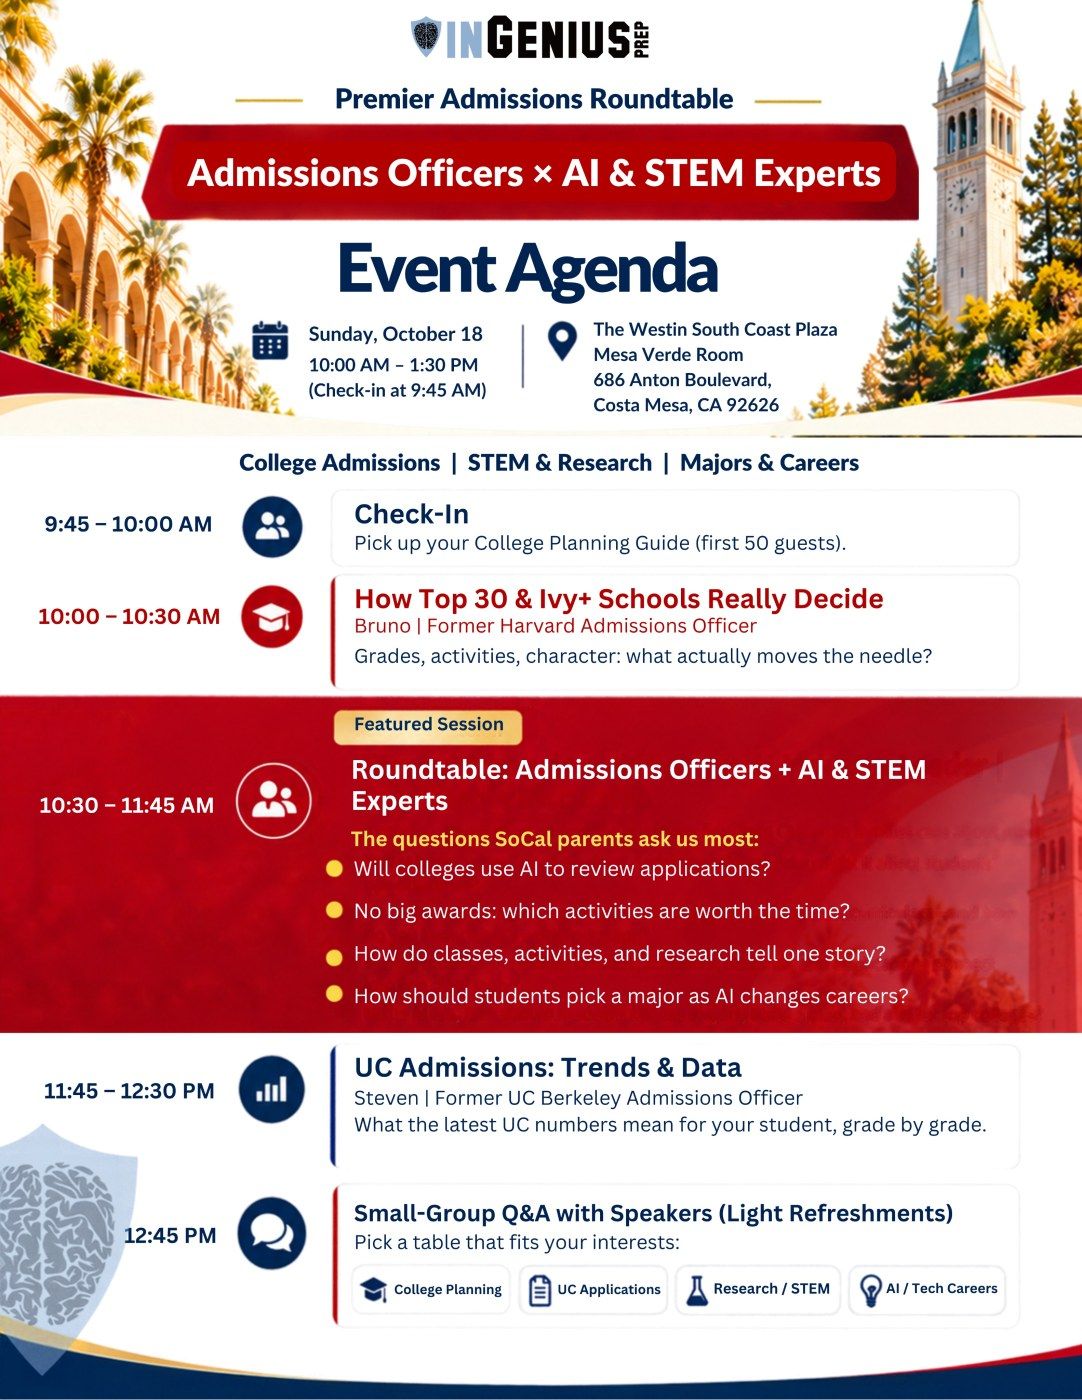 INGENIUS PREP
Premier Admissions Roundtable
Admissions Officers × AI & STEM Experts
Event Agenda
Sunday, October 18
10:00 AM – 1:30 PM
(Check-in at 9:45 AM)
The Westin South Coast Plaza
Mesa Verde Room
686 Anton Boulevard,
Costa Mesa, CA 92626
College Admissions | STEM & Research | Majors & Careers
9:45 – 10:00 AM
Check-In
Pick up your College Planning Guide (first 50 guests).
10:00 – 10:30 AM
How Top 30 & Ivy+ Schools Really Decide
Bruno | Former Harvard Admissions Officer
Grades, activities, character: what actually moves the needle?
Featured Session
10:30 – 11:45 AM
Roundtable: Admissions Officers + AI & STEM
Experts
The questions SoCal parents ask us most:
Will colleges use AI to review applications?
No big awards: which activities are worth the time?
How do classes, activities, and research tell one story?
How should students pick a major as AI changes careers?
11:45 – 12:30 PM
UC Admissions: Trends & Data
Steven | Former UC Berkeley Admissions Officer
What the latest UC numbers mean for your student, grade by grade.
12:45 PM
Small-Group Q&A with Speakers (Light Refreshments)
Pick a table that fits your interests:
College Planning
UC Applications
Research / STEM
AI / Tech Careers